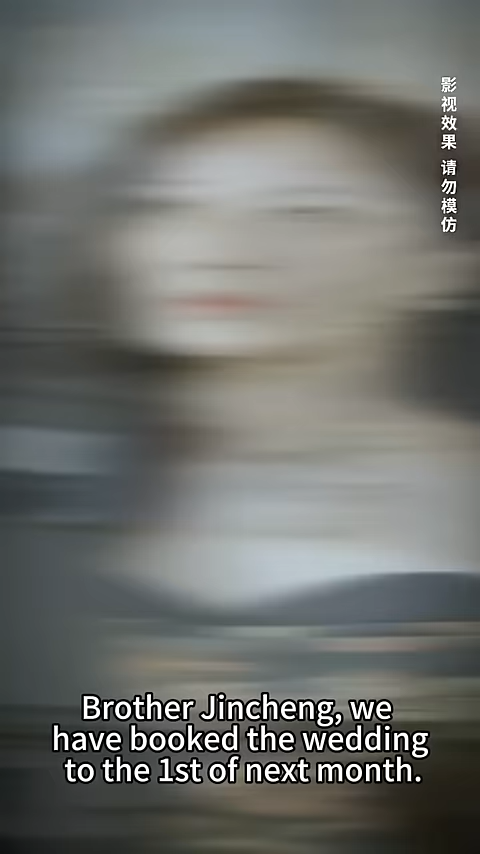 影视效果 请勿模仿
Brother Jincheng, we
have booked the wedding
to the 1st of next month.